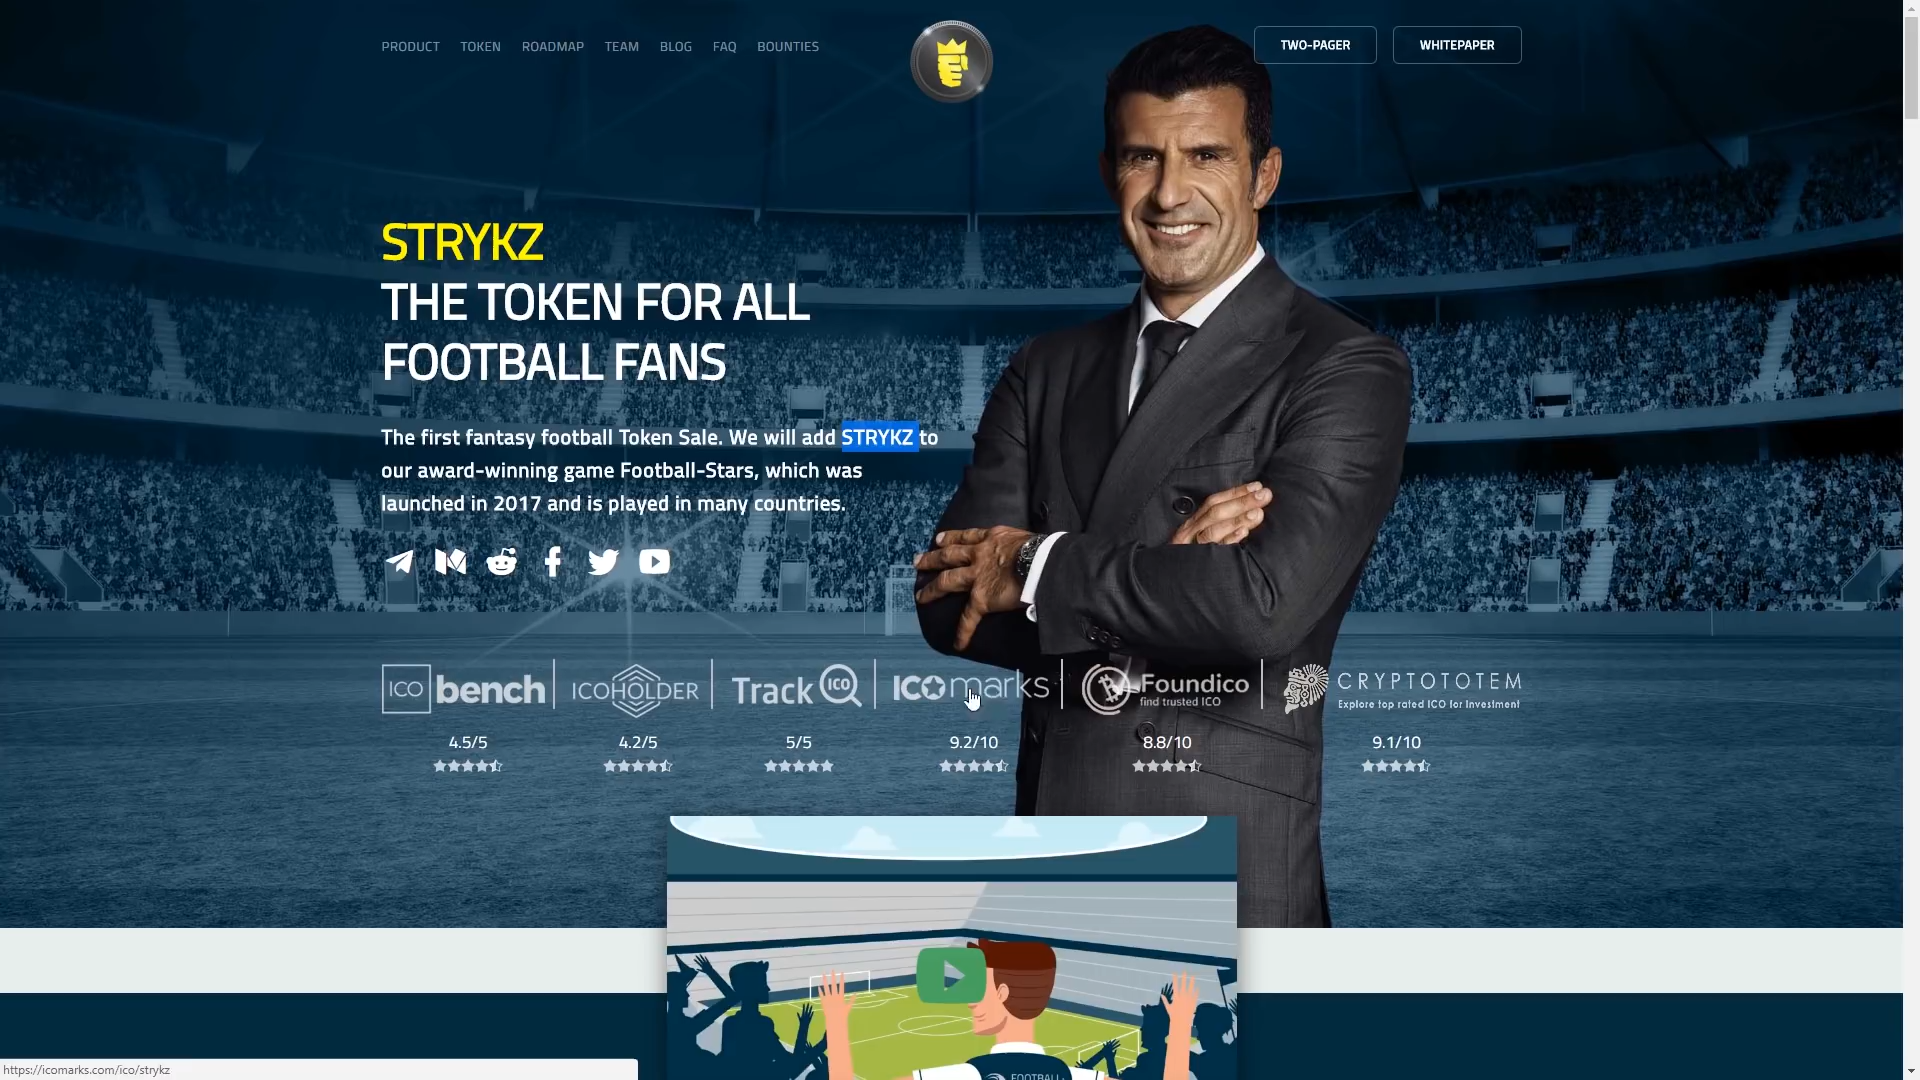 PRODUCT TOKEN ROADMAP TEAM BLOG FAQ BOUNTIES
TWO-PAGER WHITEPAPER
STRYKZ
THE TOKEN FOR ALL
FOOTBALL FANS
The first fantasy football Token Sale. We will add STRYKZ to
our award-winning game Football-Stars, which was
launched in 2017 and is played in many countries.
ICO bench
ICOHOLDER
Track ICO
ICOmarks
Foundico
find trusted ICO
CRYPTOTOTEM
Explore top rated ICO for Investment
4.5/5 4.2/5 5/5 9.2/10 8.8/10 9.1/10
FOOTBALL
https://icomarks.com/ico/strykz